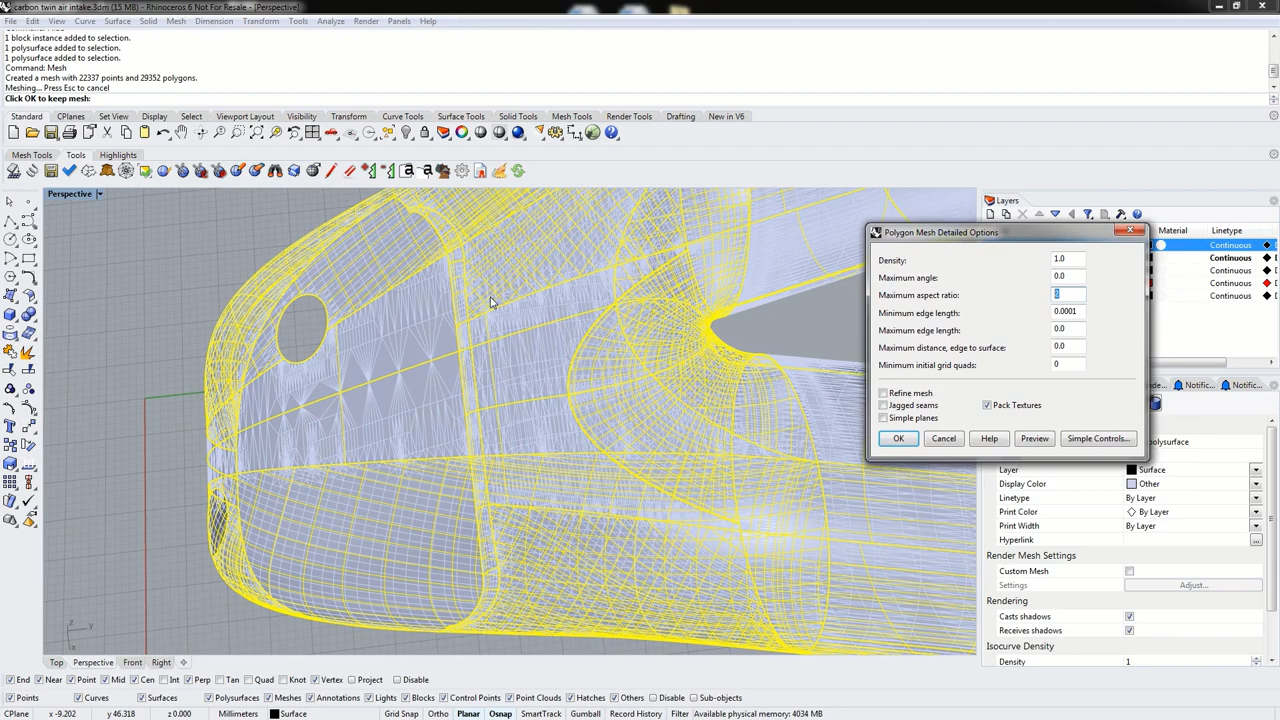 carbon twin air intake.3dm (15 MB) - Rhinoceros 6 Not For Resale - [Perspective]
File Edit View Curve Surface Solid Mesh Dimension Transform Tools Analyze Render Panels Help
1 block instance added to selection.
1 polysurface added to selection.
1 polysurface added to selection.
Command: Mesh
Created a mesh with 22337 points and 29352 polygons.
Meshing... Press Esc to cancel
Click OK to keep mesh:
Standard CPlanes Set View Display Select Viewport Layout Visibility Transform Curve Tools Surface Tools Solid Tools Mesh Tools Render Tools Drafting New in V6
Mesh Tools Tools Highlights
Perspective
Layers
Material Linetype
Continuous
Continuous
Continuous
Continuous
Continuous
Polygon Mesh Detailed Options
Density: 1.0
Maximum angle: 0.0
Maximum aspect ratio:
Minimum edge length: 0.0001
Maximum edge length: 0.0
Maximum distance, edge to surface: 0.0
Minimum initial grid quads: 0
Refine mesh
Jagged seams Pack Textures
Simple planes
OK Cancel Help Preview Simple Controls...
Notific... Notific...
Layer Surface
Display Color Other
Linetype By Layer
Print Color By Layer
Print Width By Layer
Hyperlink ...
Render Mesh Settings
Custom Mesh
Settings Adjust...
Rendering
Casts shadows
Receives shadows
Isocurve Density
Density 1
z y
x
Top Perspective Front Right
End Near Point Mid Cen Int Perp Tan Quad Knot Vertex Project Disable
Points Curves Surfaces Polysurfaces Meshes Annotations Lights Blocks Control Points Point Clouds Hatches Others Disable Sub-objects
CPlane x -9.202 y 46.318 z 0.000 Millimeters Surface Grid Snap Ortho Planar Osnap SmartTrack Gumball Record History Filter Available physical memory: 4034 MB